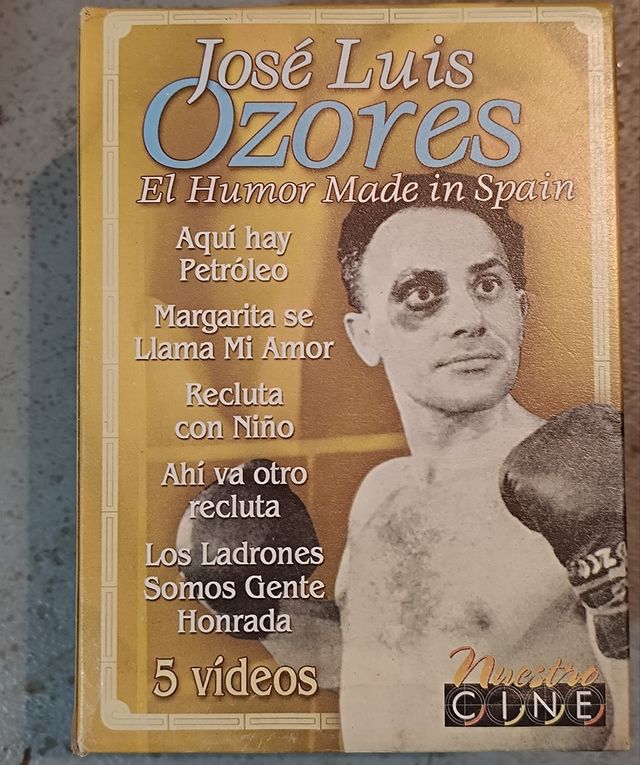 José Luis
Ozores
El Humor Made in Spain
Aquí hay
Petróleo
Margarita se
Llama Mi Amor
Recluta
con Niño
Ahí va otro
recluta
Los Ladrones
Somos Gente
Honrada
5 vídeos
Nuestro
CINE